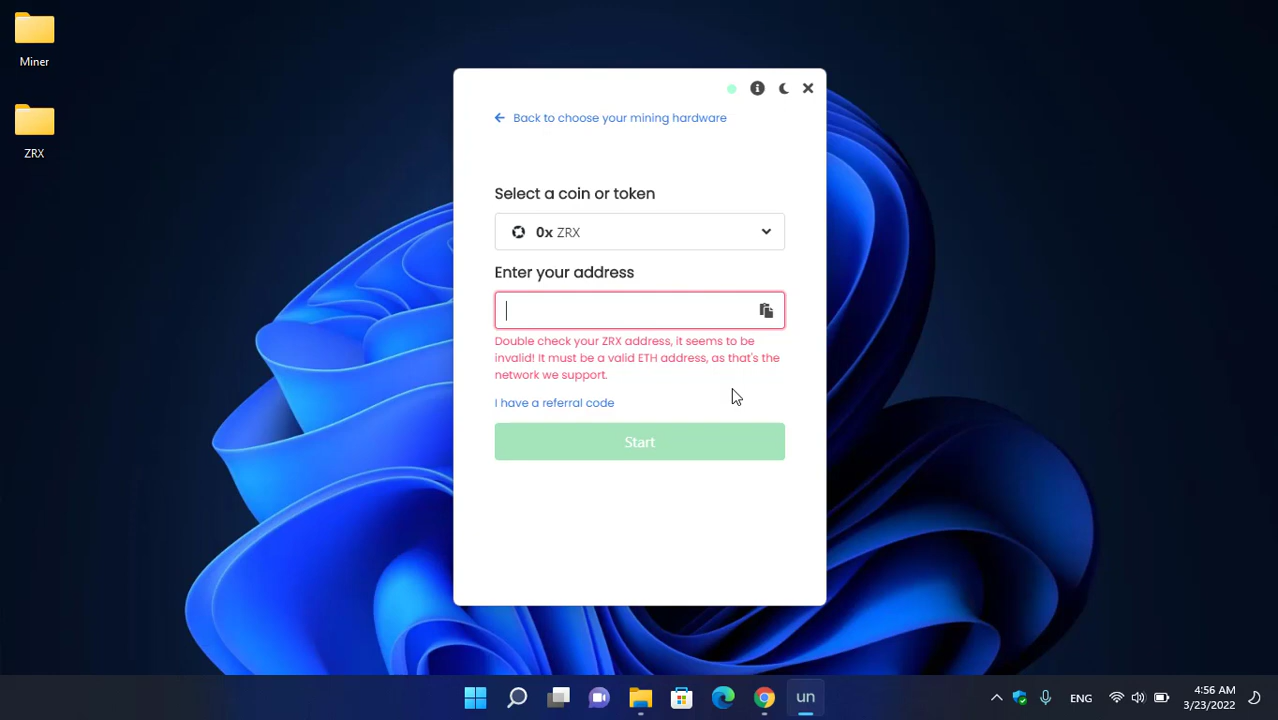 Miner
ZRX
Back to choose your mining hardware
Select a coin or token
0x ZRX
Enter your address
Double check your ZRX address, it seems to be
invalid! It must be a valid ETH address, as that's the
network we support.
I have a referral code
Start
un
ENG
4:56 AM
3/23/2022